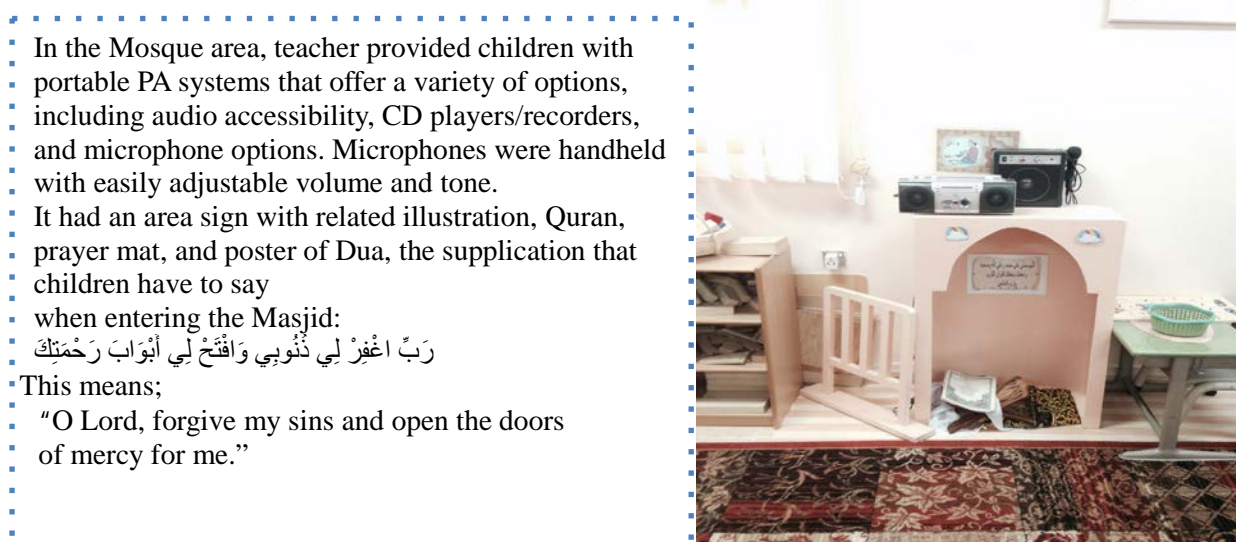 In the Mosque area, teacher provided children with
portable PA systems that offer a variety of options,
including audio accessibility, CD players/recorders,
and microphone options. Microphones were handheld
with easily adjustable volume and tone.
It had an area sign with related illustration, Quran,
prayer mat, and poster of Dua, the supplication that
children have to say
when entering the Masjid:
رَبِّ اغْفِرْ لِي ذُنُوبِي وَافْتَحْ لِي أَبْوَابَ رَحْمَتِكَ
This means;
“O Lord, forgive my sins and open the doors
of mercy for me.”